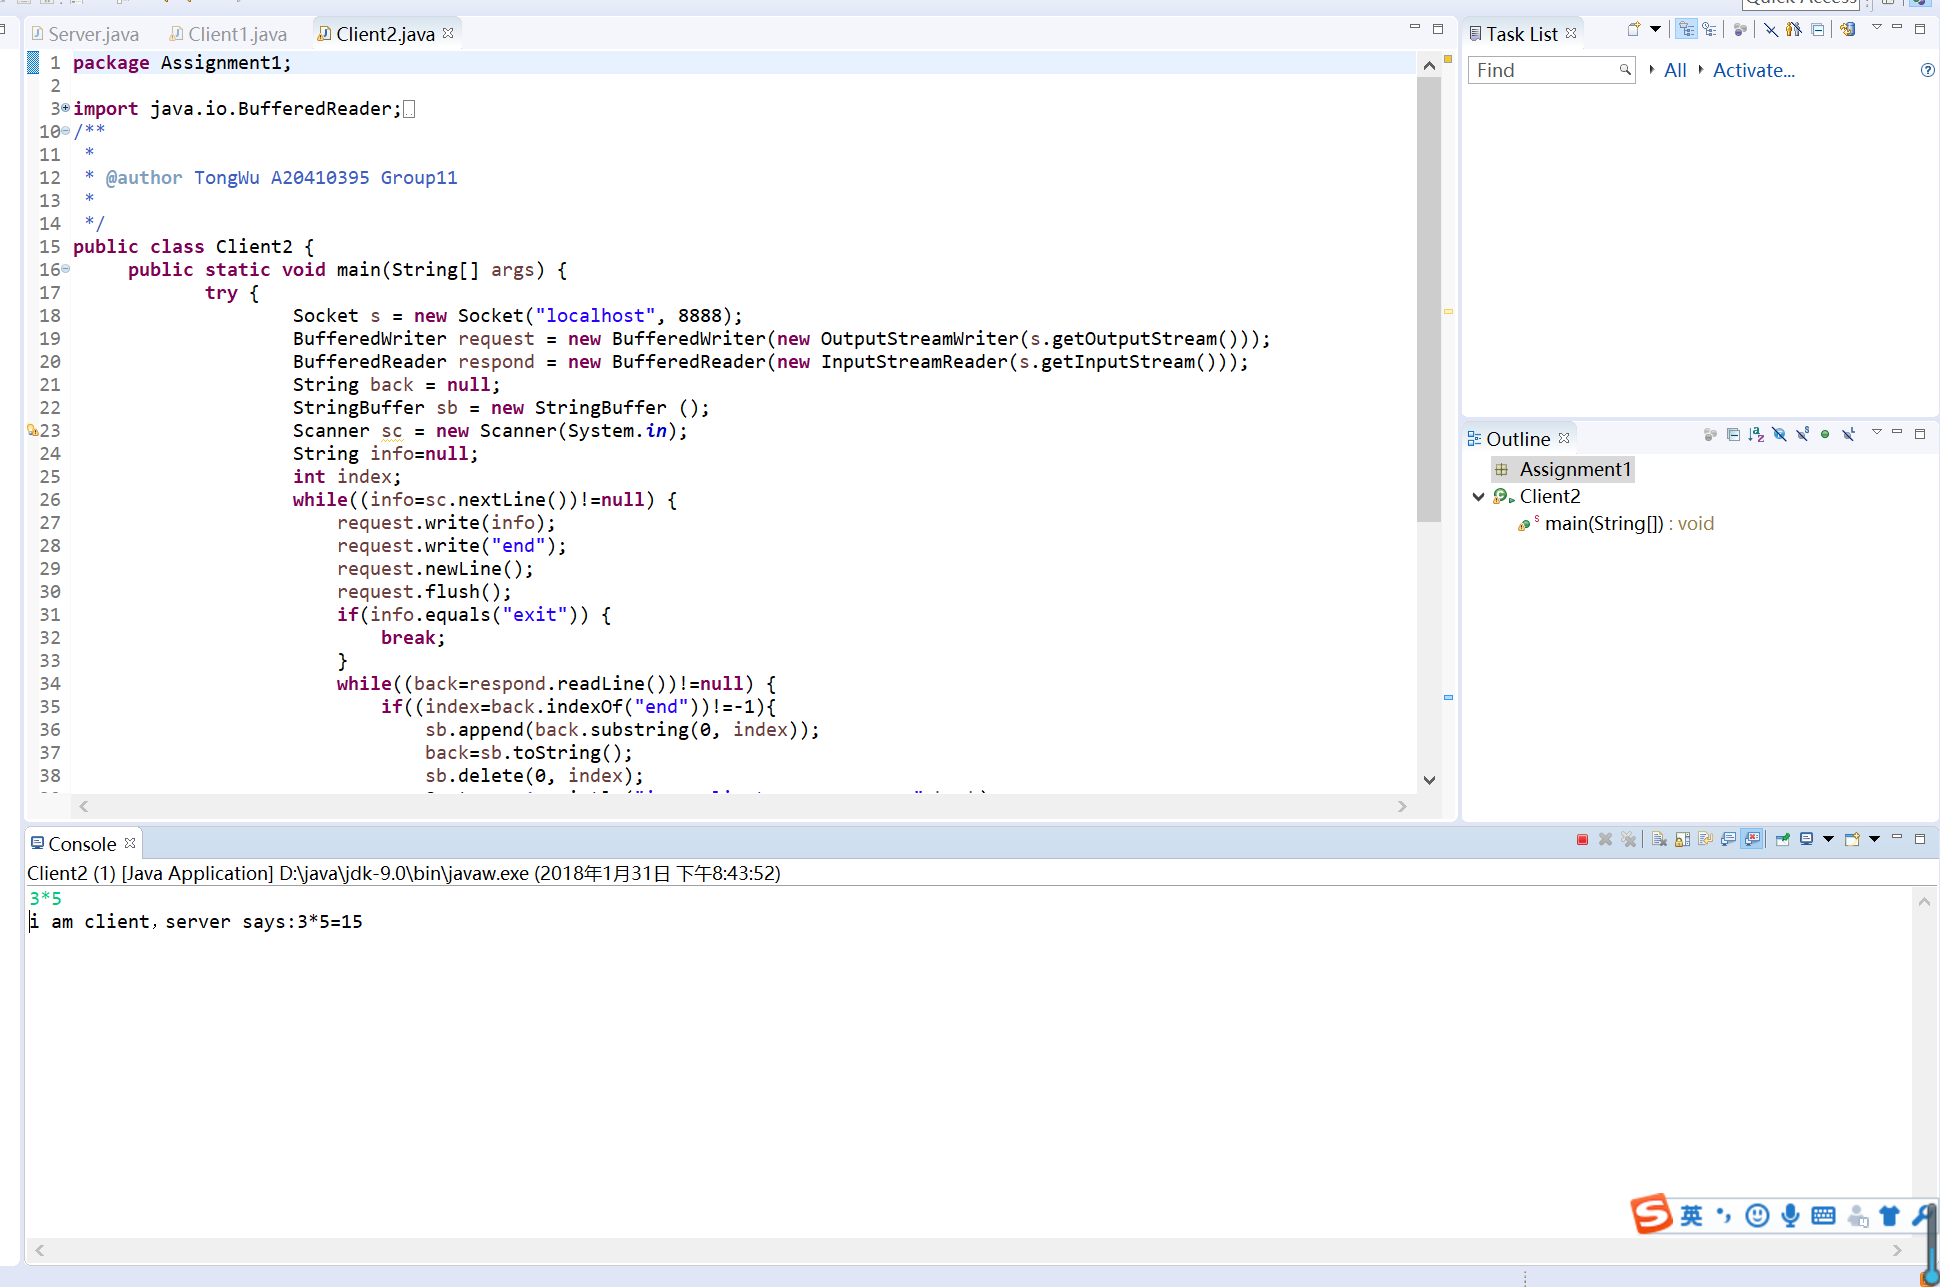 Quick Access
Server.java
Client1.java
Client2.java
1 package Assignment1;
2
3 import java.io.BufferedReader;
10 /**
11 *
12 * @author TongWu A20410395 Group11
13 *
14 */
15 public class Client2 {
16 public static void main(String[] args) {
17 try {
18 Socket s = new Socket("localhost", 8888);
19 BufferedWriter request = new BufferedWriter(new OutputStreamWriter(s.getOutputStream()));
20 BufferedReader respond = new BufferedReader(new InputStreamReader(s.getInputStream()));
21 String back = null;
22 StringBuffer sb = new StringBuffer ();
23 Scanner sc = new Scanner(System.in);
24 String info=null;
25 int index;
26 while((info=sc.nextLine())!=null) {
27 request.write(info);
28 request.write("end");
29 request.newLine();
30 request.flush();
31 if(info.equals("exit")) {
32 break;
33 }
34 while((back=respond.readLine())!=null) {
35 if((index=back.indexOf("end"))!=-1){
36 sb.append(back.substring(0, index));
37 back=sb.toString();
38 sb.delete(0, index);
Task List
Find
All
Activate...
Outline
Assignment1
Client2
main(String[]) : void
Console
Client2 (1) [Java Application] D:\java\jdk-9.0\bin\javaw.exe (2018年1月31日 下午8:43:52)
3*5
i am client，server says:3*5=15
英